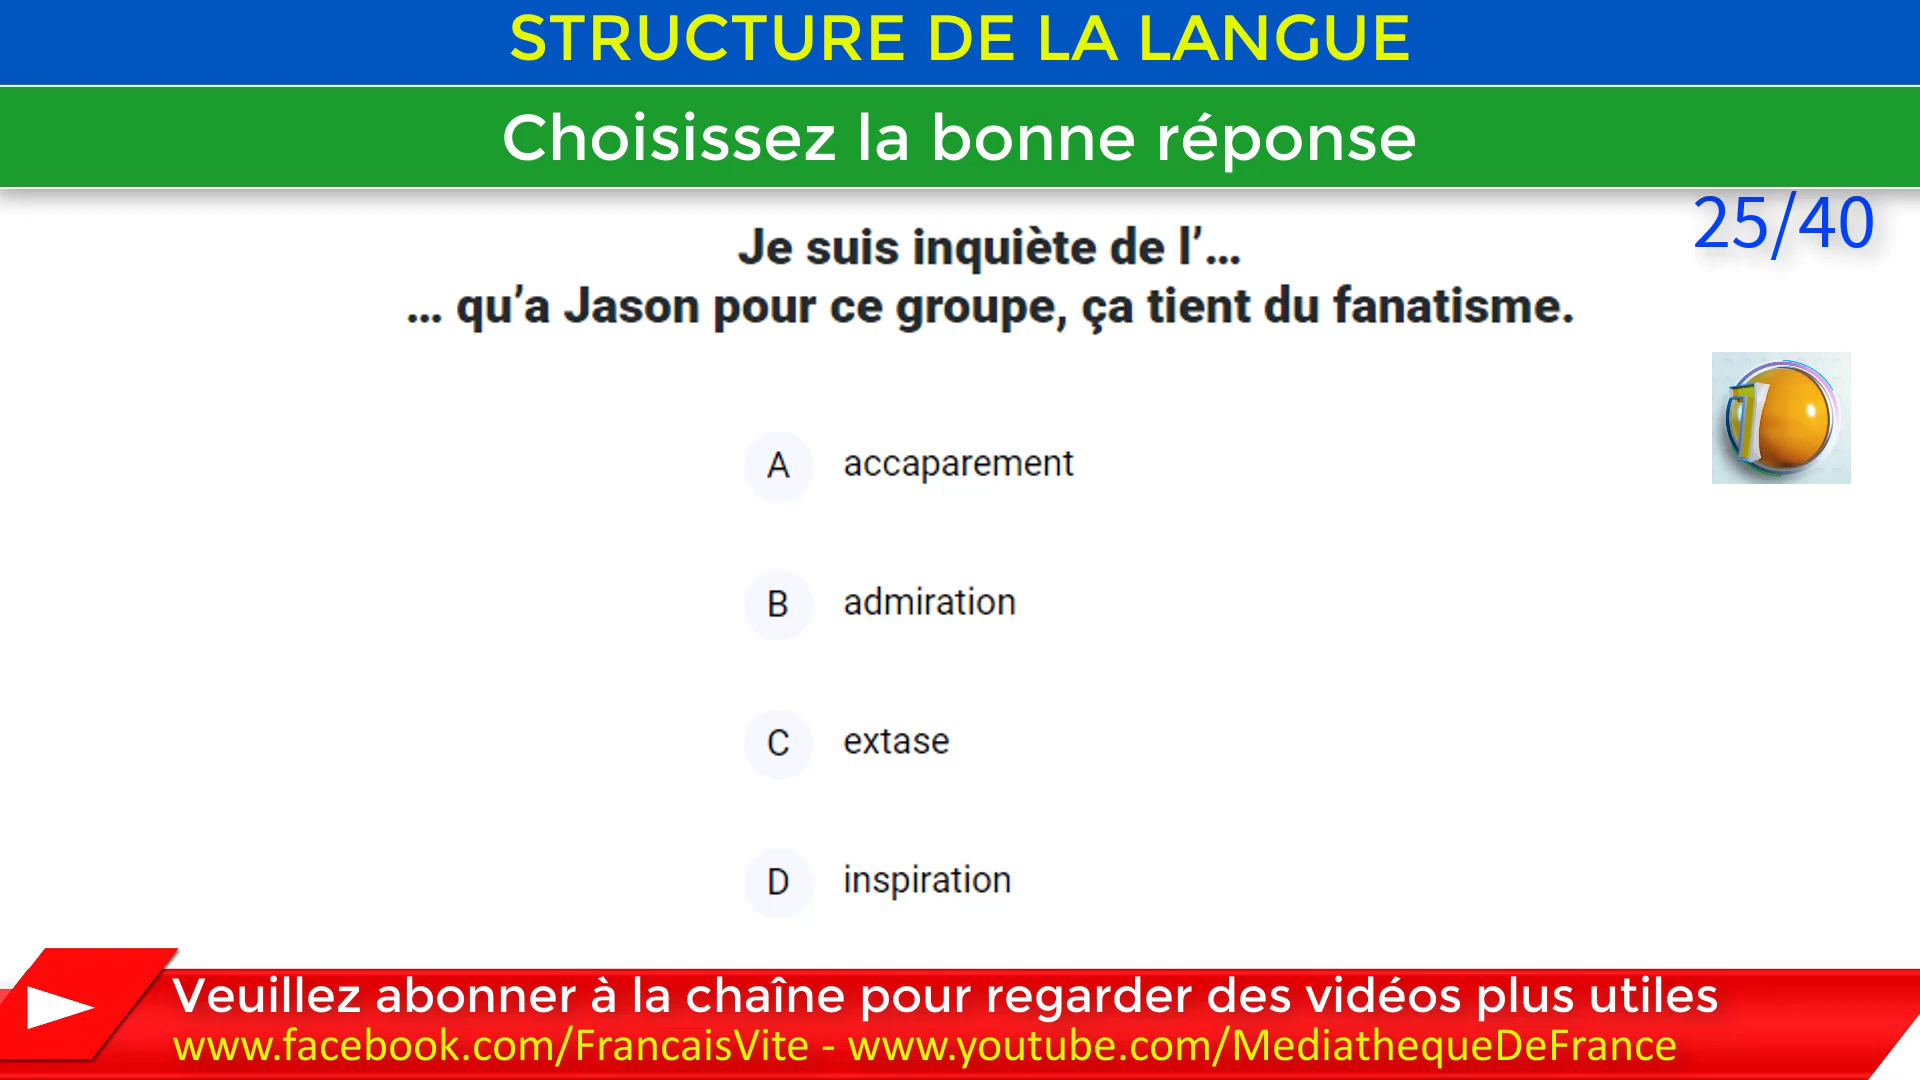 STRUCTURE DE LA LANGUE
Choisissez la bonne réponse
25/40
Je suis inquiète de l’...
... qu’a Jason pour ce groupe, ça tient du fanatisme.
A accaparement
B admiration
C extase
D inspiration
Veuillez abonner à la chaîne pour regarder des vidéos plus utiles
www.facebook.com/FrancaisVite - www.youtube.com/MediathequeDeFrance